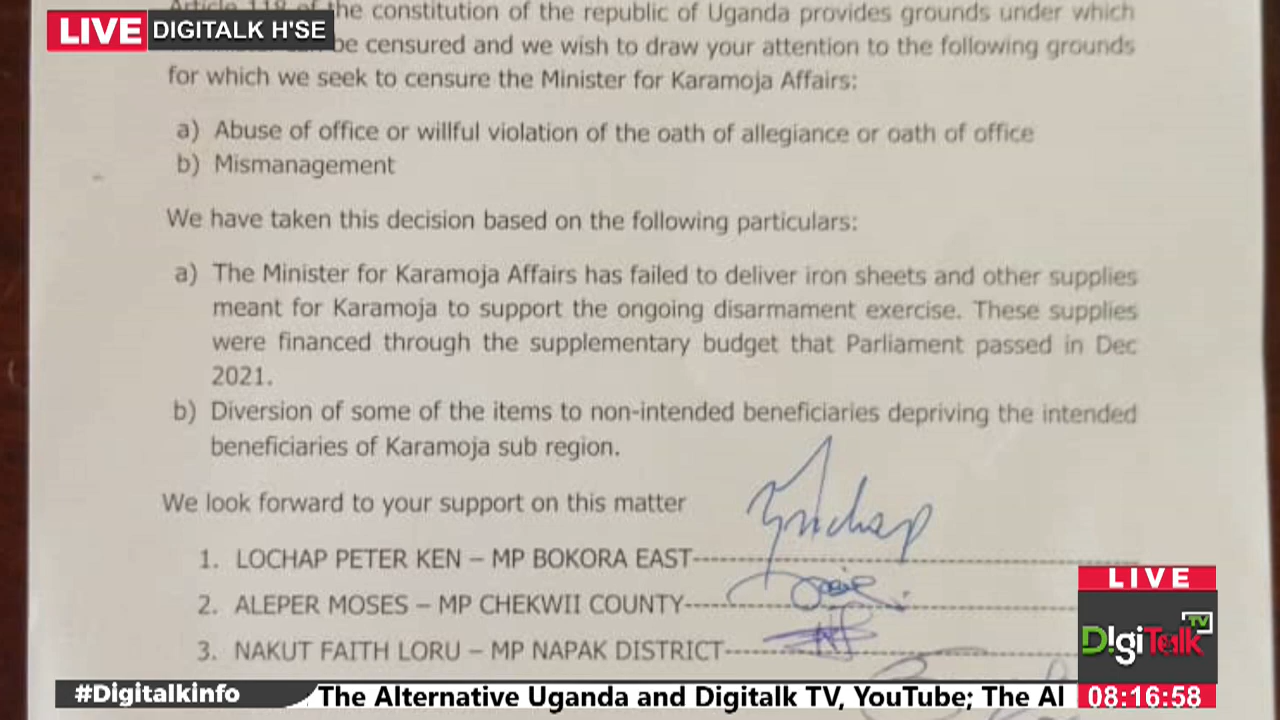 LIVE DIGITALK H'SE
Article 118 of the constitution of the republic of Uganda provides grounds under which
be censured and we wish to draw your attention to the following grounds
for which we seek to censure the Minister for Karamoja Affairs:
a) Abuse of office or willful violation of the oath of allegiance or oath of office
b) Mismanagement
We have taken this decision based on the following particulars:
a) The Minister for Karamoja Affairs has failed to deliver iron sheets and other supplies
meant for Karamoja to support the ongoing disarmament exercise. These supplies
were financed through the supplementary budget that Parliament passed in Dec
2021.
b) Diversion of some of the items to non-intended beneficiaries depriving the intended
beneficiaries of Karamoja sub region.
We look forward to your support on this matter
1. LOCHAP PETER KEN – MP BOKORA EAST
2. ALEPER MOSES – MP CHEKWII COUNTY
3. NAKUT FAITH LORU – MP NAPAK DISTRICT
LIVE
DIgiTalk TV
#Digitalkinfo The Alternative Uganda and Digitalk TV, YouTube; The Al 08:16:58